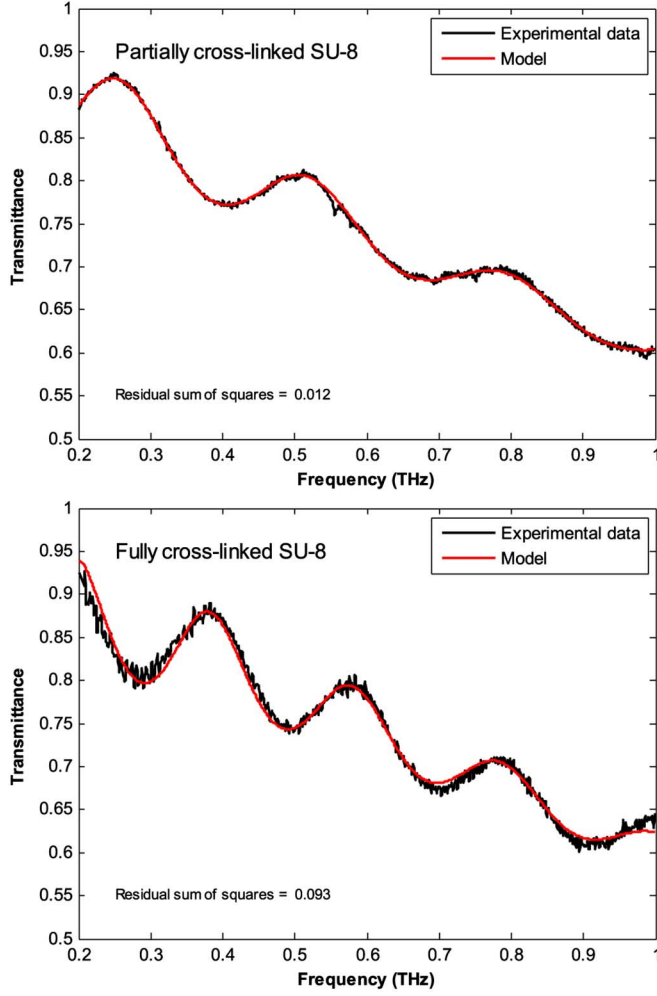 1
0.95
0.9
0.85
0.8
0.75
0.7
0.65
0.6
0.55
0.5
Transmittance
Partially cross-linked SU-8
Experimental data
Model
Residual sum of squares = 0.012
0.2 0.3 0.4 0.5 0.6 0.7 0.8 0.9 1
Frequency (THz)
1
0.95
0.9
0.85
0.8
0.75
0.7
0.65
0.6
0.55
0.5
Transmittance
Fully cross-linked SU-8
Experimental data
Model
Residual sum of squares = 0.093
0.2 0.3 0.4 0.5 0.6 0.7 0.8 0.9 1
Frequency (THz)